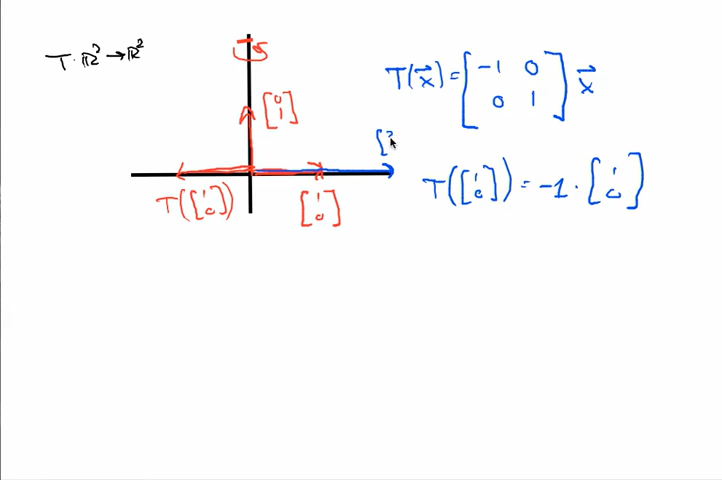 T: ℝ² → ℝ²
[0 1]
T([1 0])
[1 0]
T(x⃗) = [-1 0; 0 1] x⃗
T([1 0]) = -1 · [1 0]